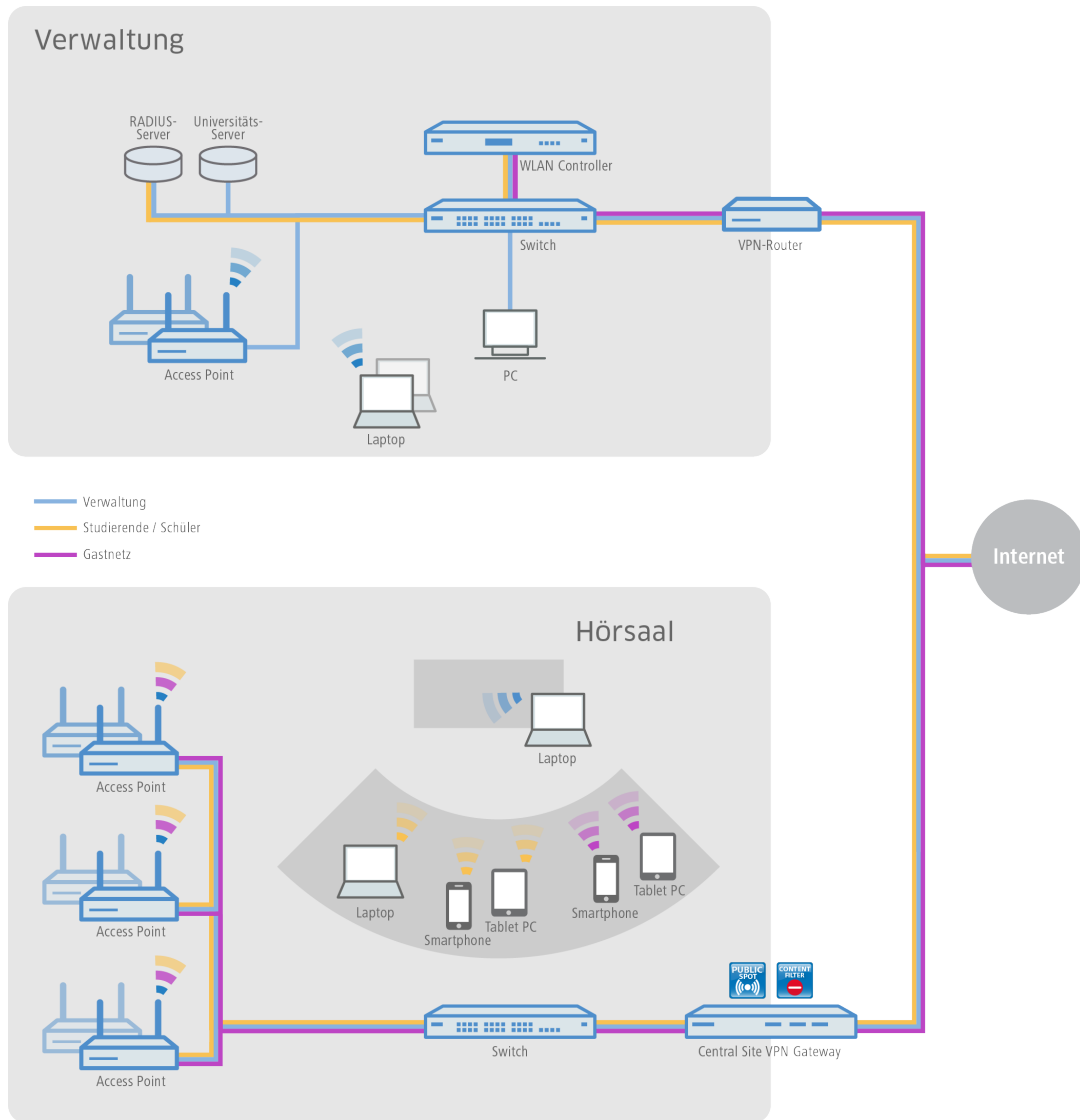 Verwaltung
RADIUS-
Server
Universitäts-
Server
WLAN Controller
Switch
VPN-Router
Access Point
PC
Laptop
Verwaltung
Studierende / Schüler
Gastnetz
Internet
Hörsaal
Access Point
Laptop
Access Point
Laptop
Smartphone
Tablet PC
Smartphone
Tablet PC
PUBLIC
SPOT
CONTENT
FILTER
Access Point
Switch
Central Site VPN Gateway